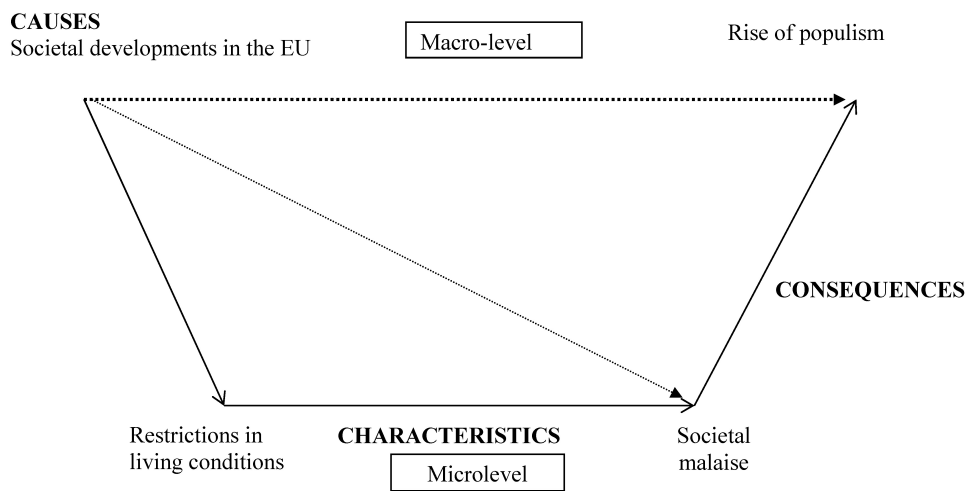 CAUSES
Societal developments in the EU
Macro-level
Rise of populism
CONSEQUENCES
Restrictions in
living conditions
CHARACTERISTICS
Microlevel
Societal
malaise